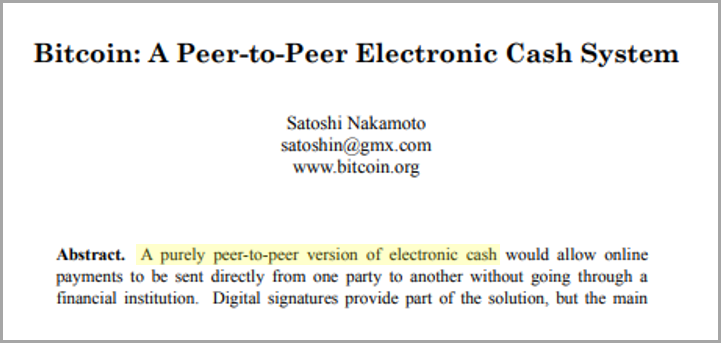 Bitcoin: A Peer-to-Peer Electronic Cash System
Satoshi Nakamoto
satoshin@gmx.com
www.bitcoin.org
Abstract. A purely peer-to-peer version of electronic cash would allow online
payments to be sent directly from one party to another without going through a
financial institution. Digital signatures provide part of the solution, but the main